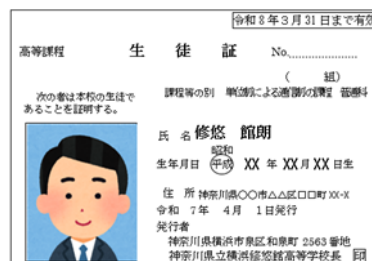 令和8年3月31日まで有効
高等課程 生徒証 No.
( 組)
課程等の別 単位制による通信制の課程 普通科
次の者は本校の生徒で
あることを証明する。
氏 名 修悠 館朗
昭和
生年月日 平成 XX 年 XX月XX日生
住 所 神奈川県〇〇市△△区口口町XX-X
令和 7年 4月 1日発行
発行者
神奈川県横浜市泉区和泉町 2563 番地
神奈川県立横浜修悠館高等学校長 印